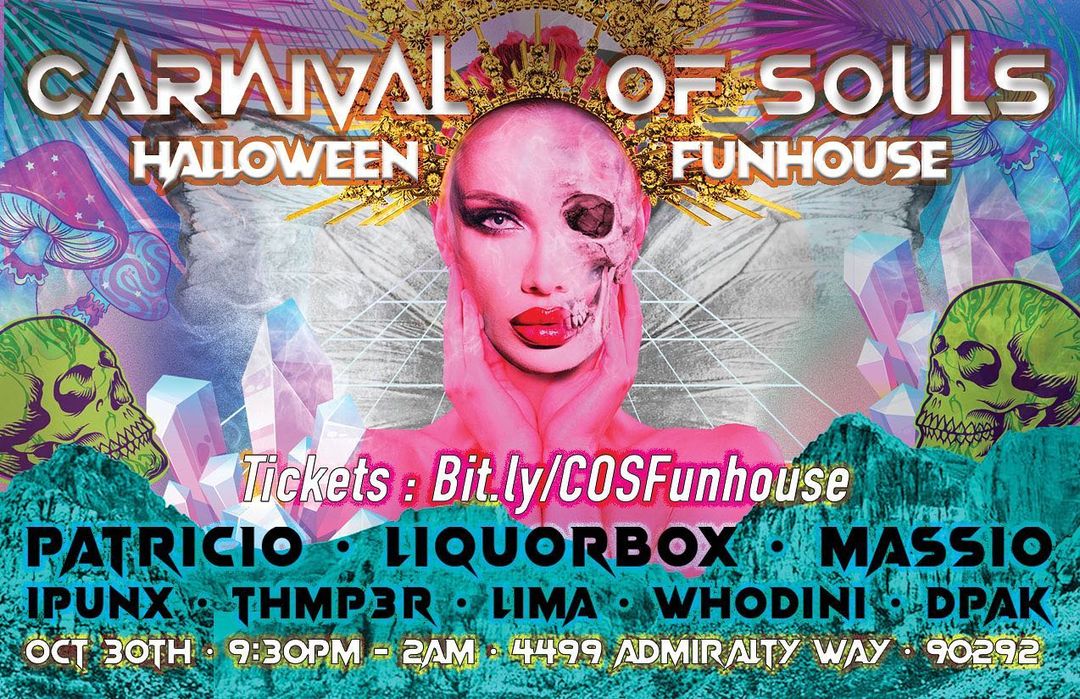 CARNIVAL OF SOULS
HALLOWEEN FUNHOUSE
Tickets : Bit.ly/COSFunhouse
PATRICIO • LIQUORBOX • MASSIO
IPUNX • THMP3R • LIMA • WHODINI • DPAK
OCT 30TH • 9:30PM - 2AM • 4499 ADMIRALTY WAY • 90292